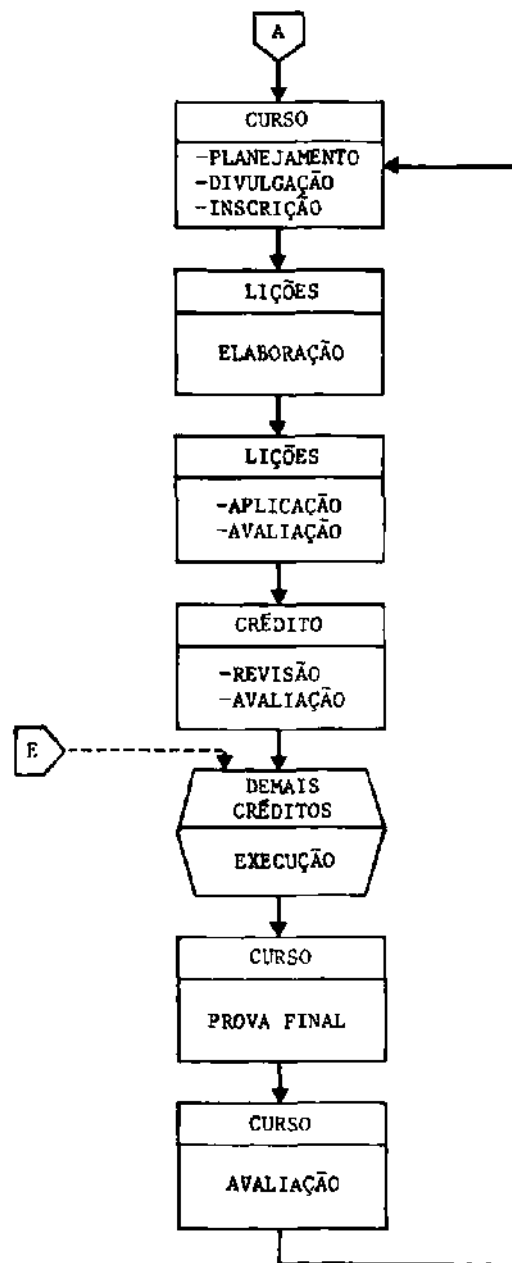 A
CURSO
-PLANEJAMENTO
-DIVULGAÇÃO
-INSCRIÇÃO
LIÇÕES
ELABORAÇÃO
LIÇÕES
-APLICAÇÃO
-AVALIAÇÃO
CRÉDITO
-REVISÃO
-AVALIAÇÃO
E
DEMAIS
CRÉDITOS
EXECUÇÃO
CURSO
PROVA FINAL
CURSO
AVALIAÇÃO